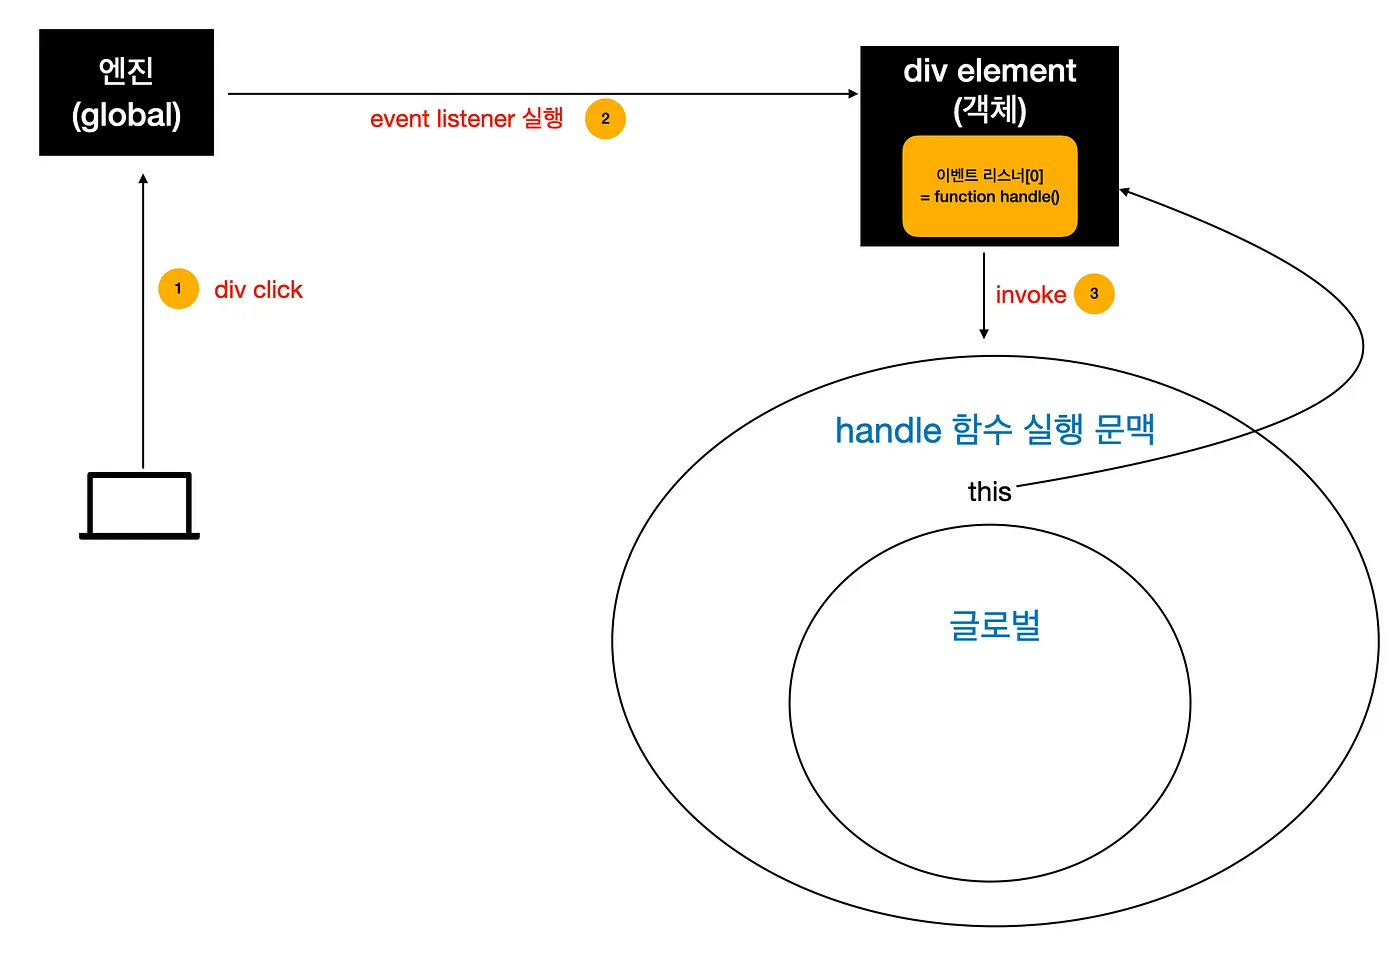 엔진
(global)
event listener 실행
2
div element
(객체)
이벤트 리스너[0]
= function handle()
1
div click
invoke
3
handle 함수 실행 문맥
this
글로벌